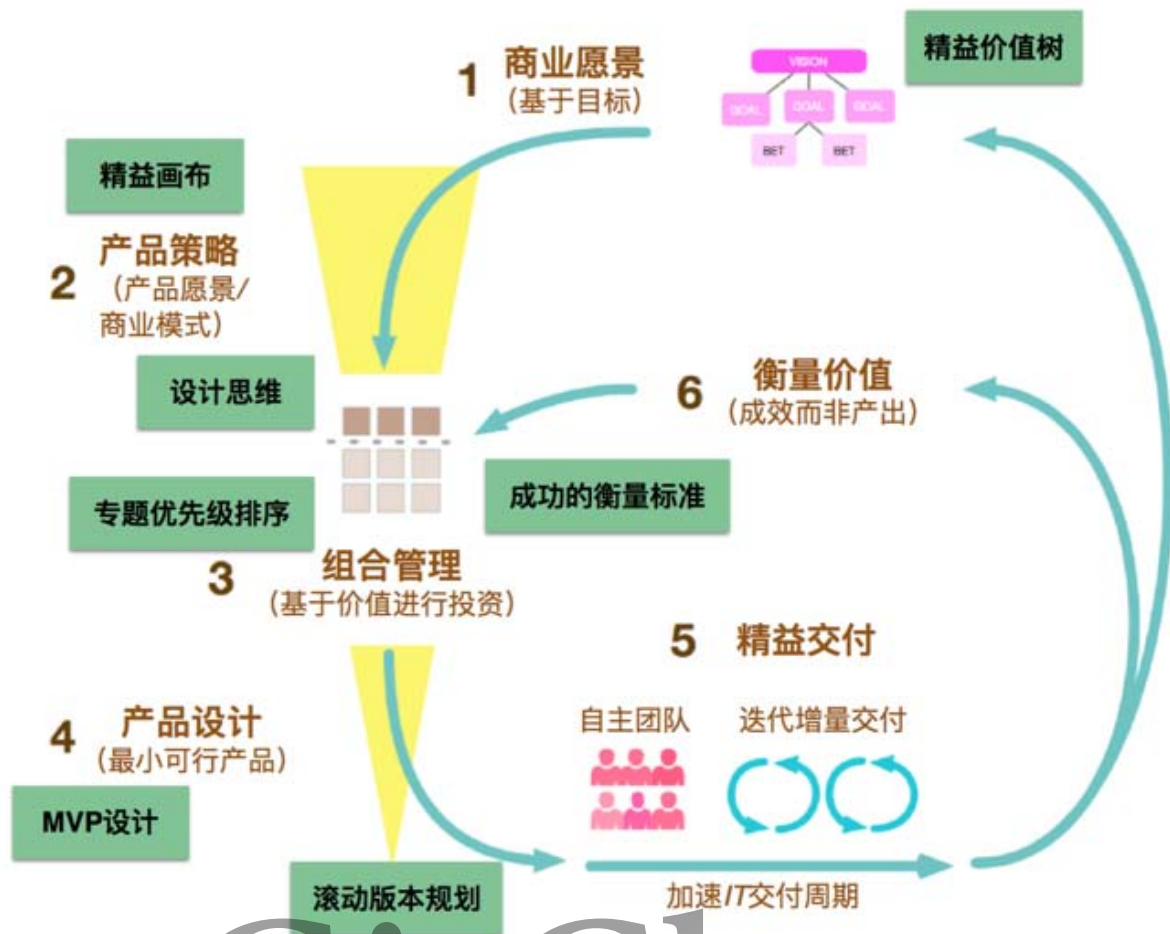 精益价值树
1 商业愿景
(基于目标)
VISION
GOAL GOAL GOAL
BET BET
精益画布
2 产品策略
(产品愿景/
商业模式)
设计思维
6 衡量价值
(成效而非产出)
专题优先级排序
成功的衡量标准
3 组合管理
(基于价值进行投资)
5 精益交付
4 产品设计
(最小可行产品)
自主团队 迭代增量交付
MVP设计
滚动版本规划
加速IT交付周期